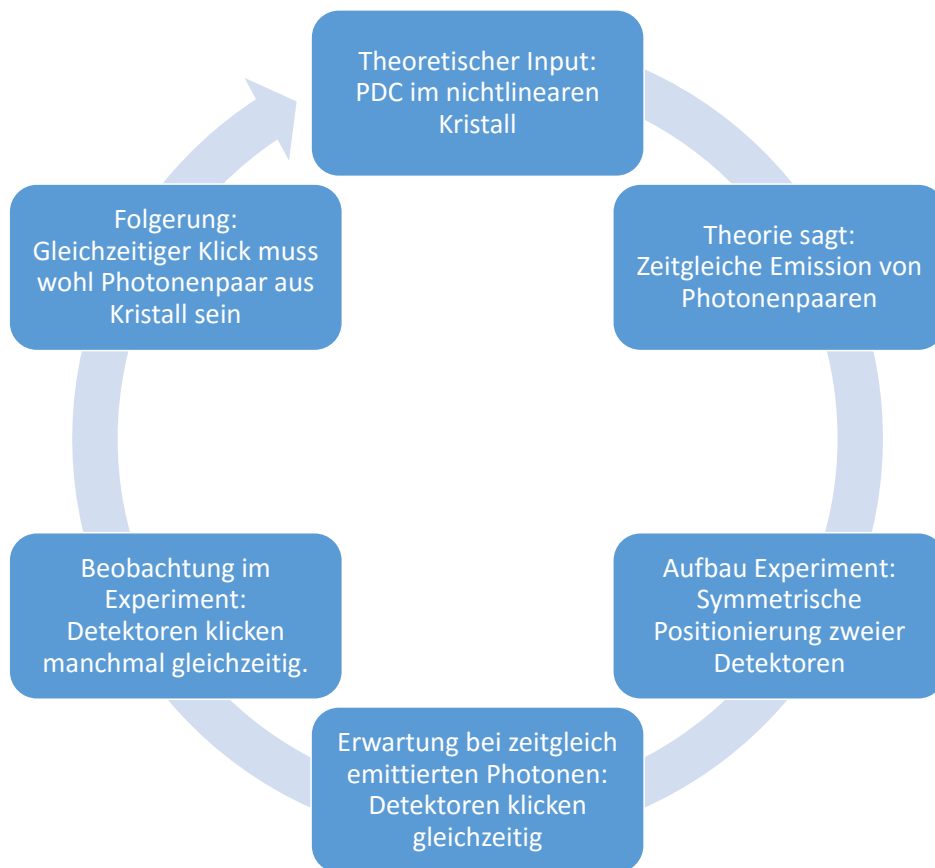 Theoretischer Input:
PDC im nichtlinearen
Kristall
Theorie sagt:
Zeitgleiche Emission von
Photonenpaaren
Aufbau Experiment:
Symmetrische
Positionierung zweier
Detektoren
Erwartung bei zeitgleich
emittierten Photonen:
Detektoren klicken
gleichzeitig
Beobachtung im
Experiment:
Detektoren klicken
manchmal gleichzeitig.
Folgerung:
Gleichzeitiger Klick muss
wohl Photonenpaar aus
Kristall sein